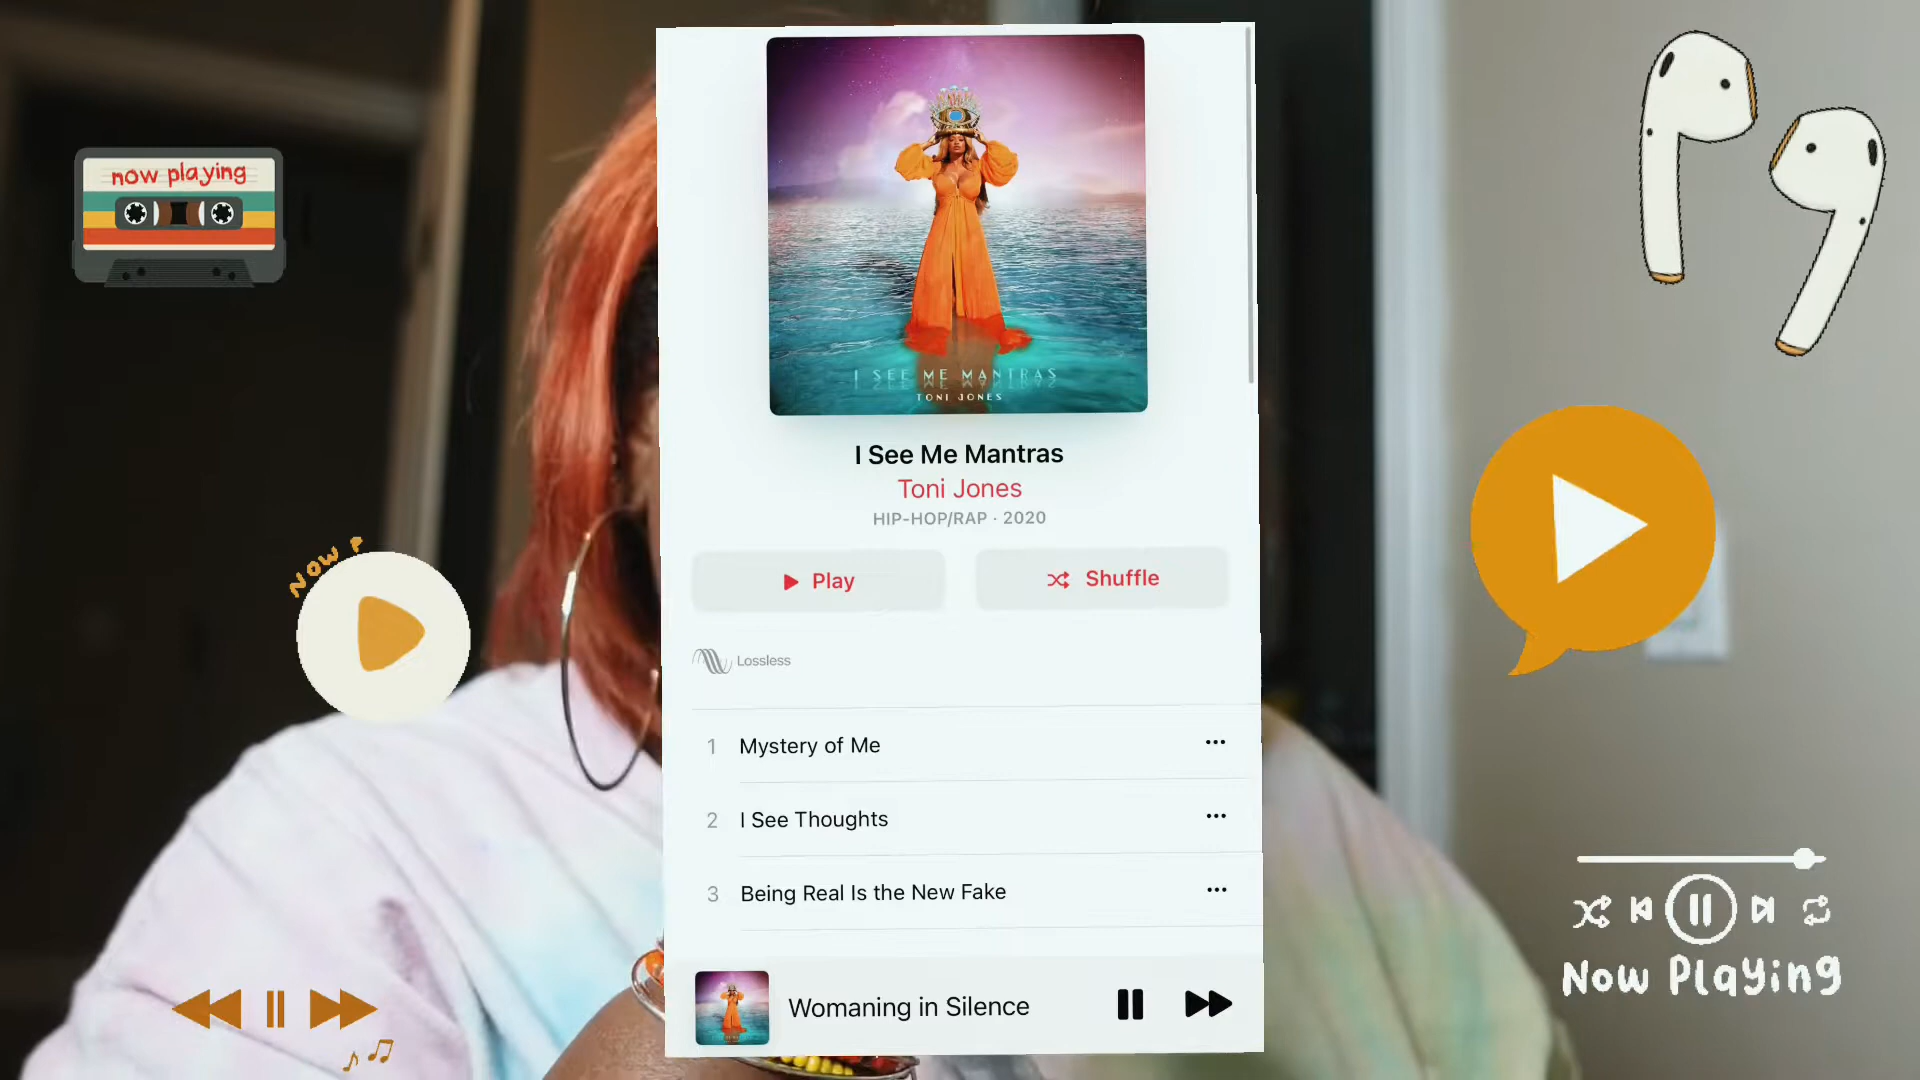 now playing
I SEE ME MANTRAS
TONI JONES
I See Me Mantras
Toni Jones
HIP-HOP/RAP · 2020
Play
Shuffle
Lossless
1 Mystery of Me
2 I See Thoughts
3 Being Real Is the New Fake
Womaning in Silence
NOW P
Now Playing